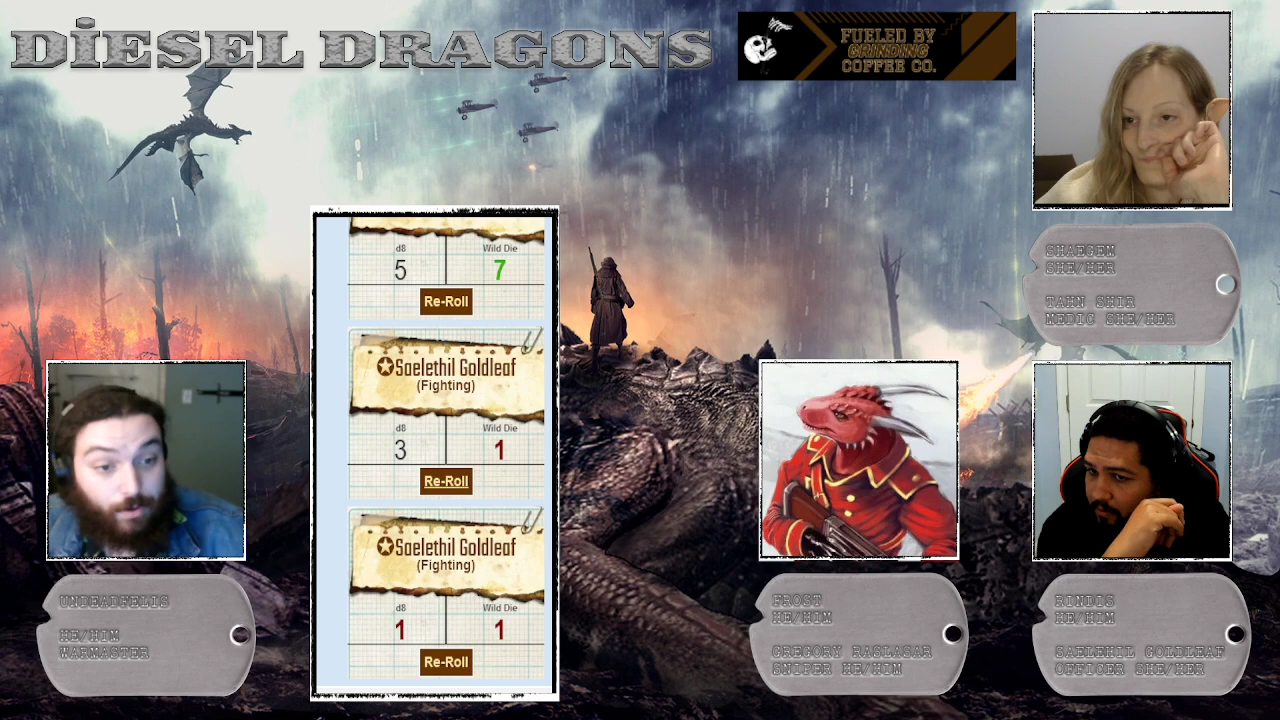 DIESEL DRAGONS
FUELED BY
GRINDING
COFFEE CO.
SHAEGEM
SHE/HER
TAHN SHIR
MEDIC SHE/HER
d8 Wild Die
5 7
Re-Roll
Saelethil Goldleaf
(Fighting)
d8 Wild Die
3 1
Re-Roll
Saelethil Goldleaf
(Fighting)
d8 Wild Die
1 1
Re-Roll
UNDEADFELIS
HE/HIM
WARMASTER
FROST
HE/HIM
GREGORY RASLASAR
SNIPER HE/HIM
RINDIS
HE/HIM
SAELEHIL GOLDLEAF
OFFICER SHE/HER